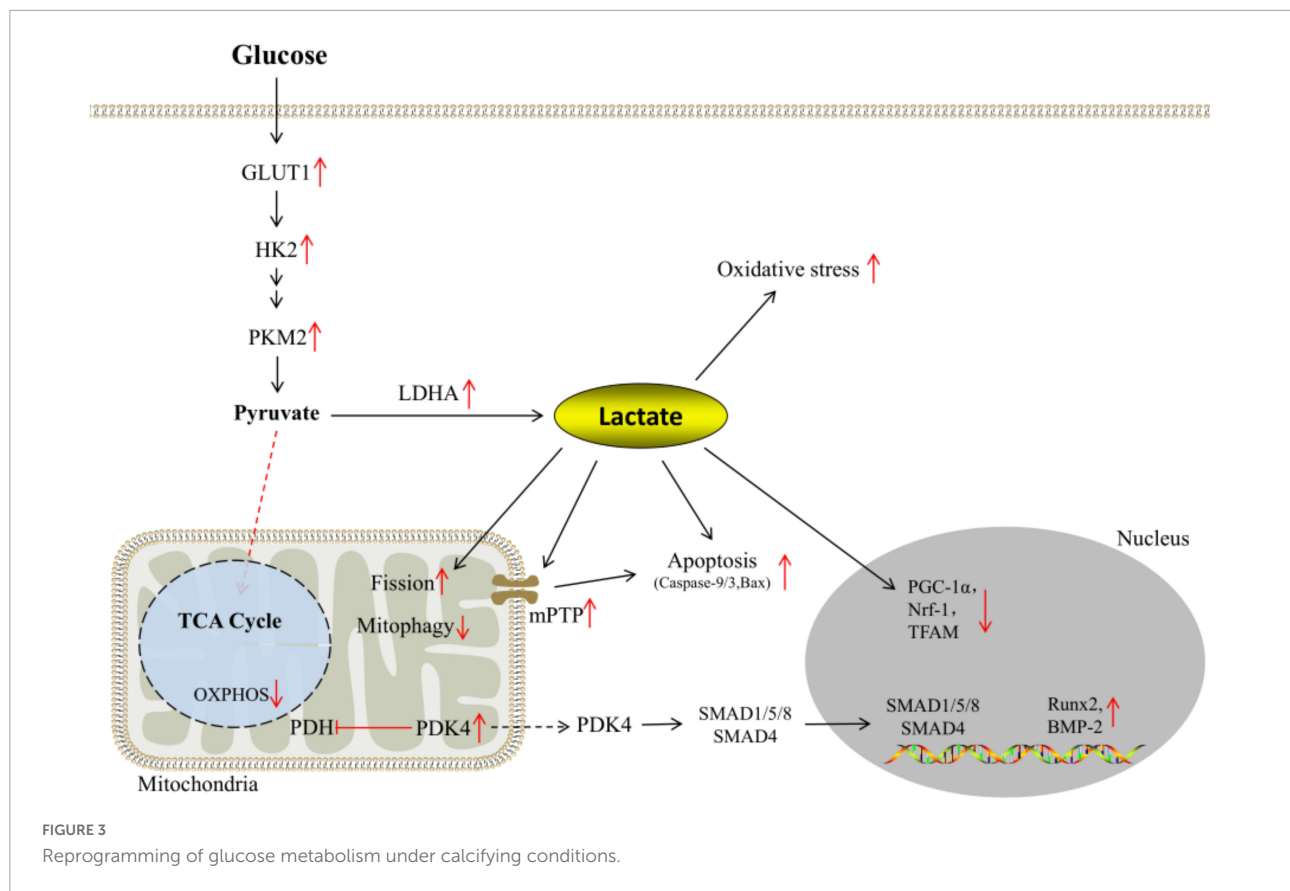 Glucose
GLUT1
HK2
PKM2
Pyruvate
LDHA
Lactate
Oxidative stress
Fission
Mitophagy
mPTP
Apoptosis
(Caspase-9/3,Bax)
TCA Cycle
OXPHOS
PDH
PDK4
Mitochondria
PDK4
SMAD1/5/8
SMAD4
Nucleus
PGC-1α,
Nrf-1,
TFAM
SMAD1/5/8
SMAD4
Runx2,
BMP-2
FIGURE 3
Reprogramming of glucose metabolism under calcifying conditions.